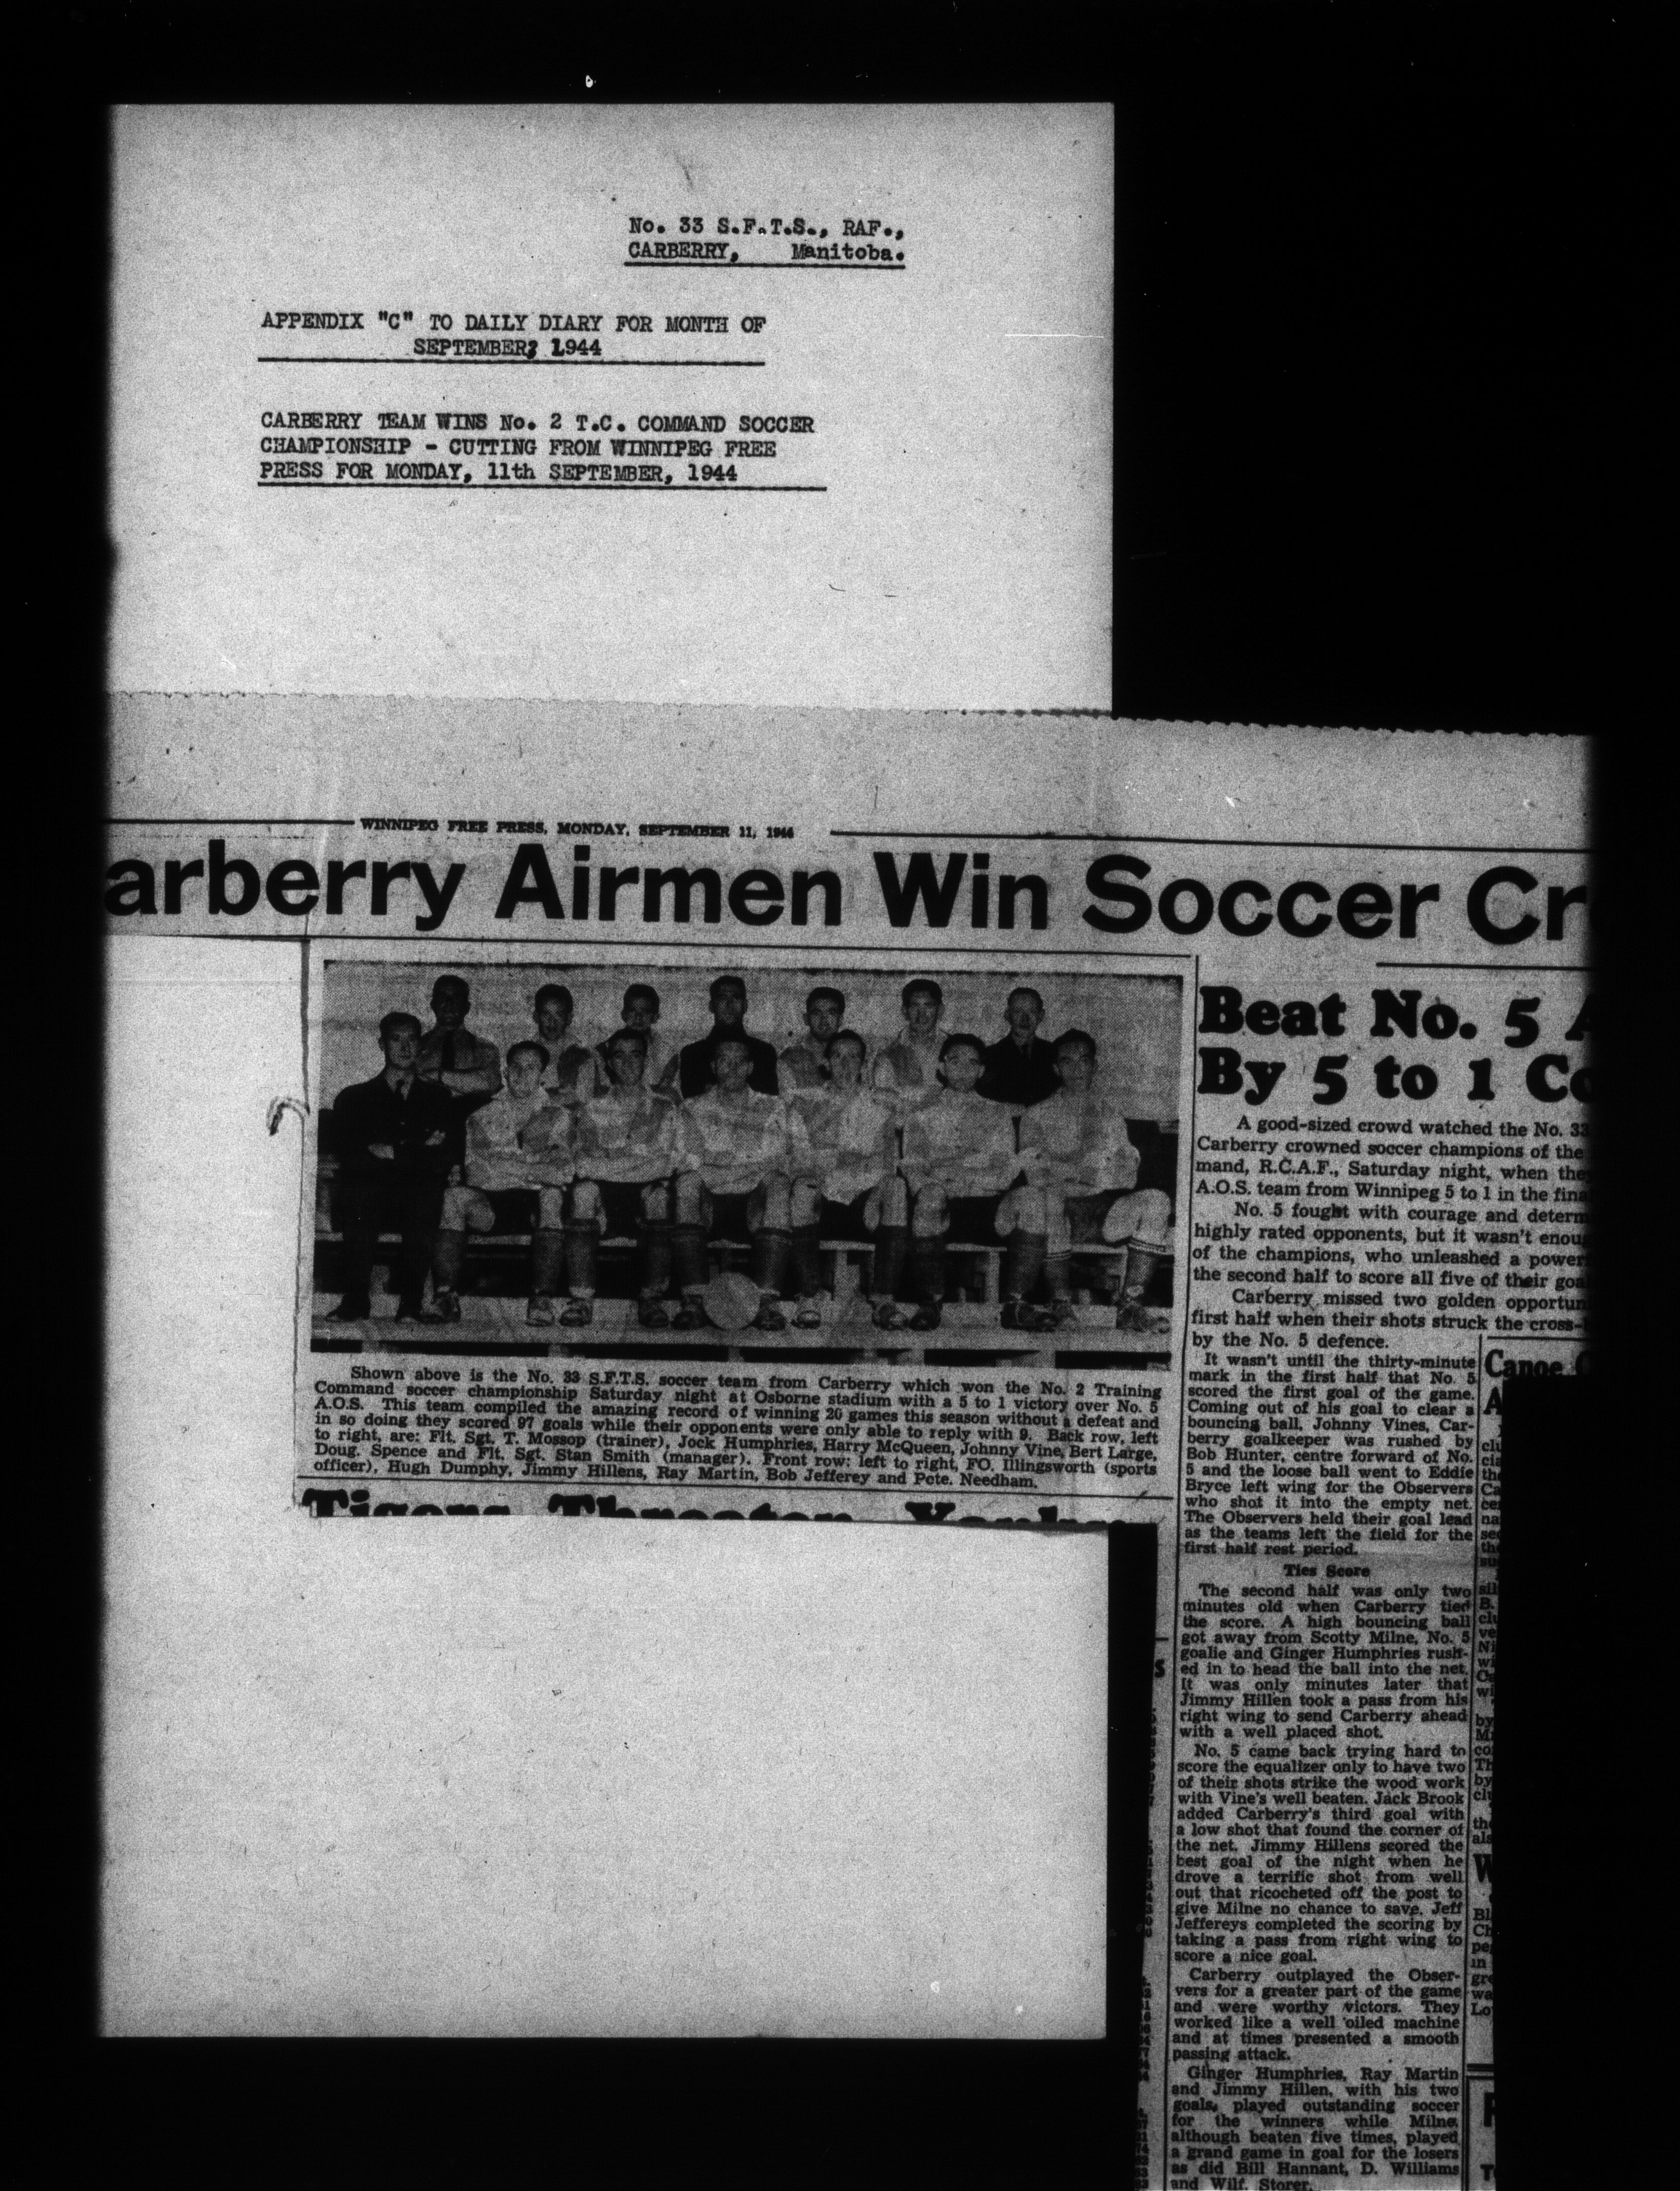 No. 33 S.F.T.S., RAF.,
CARBERRY, Manitoba.
APPENDIX "C" TO DAILY DIARY FOR MONTH OF
SEPTEMBER, 1944
CARBERRY TEAM WINS No. 2 T.C. COMMAND SOCCER
CHAMPIONSHIP - CUTTING FROM WINNIPEG FREE
PRESS FOR MONDAY, 11th SEPTEMBER, 1944
WINNIPEG FREE PRESS, MONDAY, SEPTEMBER 11, 1944
arberry Airmen Win Soccer Cr
Shown above is the No. 33 S.F.T.S. soccer team from Carberry which won the No. 2 Training
Command soccer championship Saturday night at Osborne stadium with a 5 to 1 victory over No. 5
A.O.S. This team compiled the amazing record of winning 26 games this season without a defeat and
in so doing they scored 97 goals while their opponents were only able to reply with 9. Back row, left
to right, are: Flt. Sgt. T. Mossop (trainer), Jock Humphries, Harry McQueen, Johnny Vine, Bert Large,
Doug. Spence and Flt. Sgt. Stan Smith (manager). Front row: left to right, FO. Illingsworth (sports
officer), Hugh Dumphy, Jimmy Hillens, Ray Martin, Bob Jefferey and Pete. Needham.
Tigers Threaten
Beat No. 5 A
By 5 to 1 Co
A good-sized crowd watched the No. 33
Carberry crowned soccer champions of the
mand, R.C.A.F., Saturday night, when the
A.O.S. team from Winnipeg 5 to 1 in the fina
No. 5 fought with courage and determ
highly rated opponents, but it wasn't enou
of the champions, who unleashed a power
the second half to score all five of their goa
Carberry missed two golden opportun
first half when their shots struck the cross-
by the No. 5 defence.
It wasn't until the thirty-minute
mark in the first half that No. 5
scored the first goal of the game.
Coming out of his goal to clear a
bouncing ball, Johnny Vines, Car-
berry goalkeeper was rushed by
Bob Hunter, centre forward of No.
5 and the loose ball went to Eddie
Bryce left wing for the Observers
who shot it into the empty net.
The Observers held their goal lead
as the teams left the field for the
first half rest period.
Ties Score
The second half was only two
minutes old when Carberry tied
the score. A high bouncing ball
got away from Scotty Milne, No. 5
goalie and Ginger Humphries rush-
ed in to head the ball into the net.
It was only minutes later that
Jimmy Hillen took a pass from his
right wing to send Carberry ahead
with a well placed shot.
No. 5 came back trying hard to
score the equalizer only to have two
of their shots strike the wood work
with Vine's well beaten. Jack Brook
added Carberry's third goal with
a low shot that found the corner of
the net. Jimmy Hillens scored the
best goal of the night when he
drove a terrific shot from well
out that ricocheted off the post to
give Milne no chance to save. Jeff
Jeffereys completed the scoring by
taking a pass from right wing to
score a nice goal.
Carberry outplayed the Obser-
vers for a greater part of the game
and were worthy victors. They
worked like a well oiled machine
and at times presented a smooth
passing attack.
Ginger Humphries, Ray Martin
and Jimmy Hillen, with his two
goals, played outstanding soccer
for the winners while Milne,
although beaten five times, played
a grand game in goal for the losers
as did Bill Hannant, D. Williams
and Wilf. Storer.
Canoe